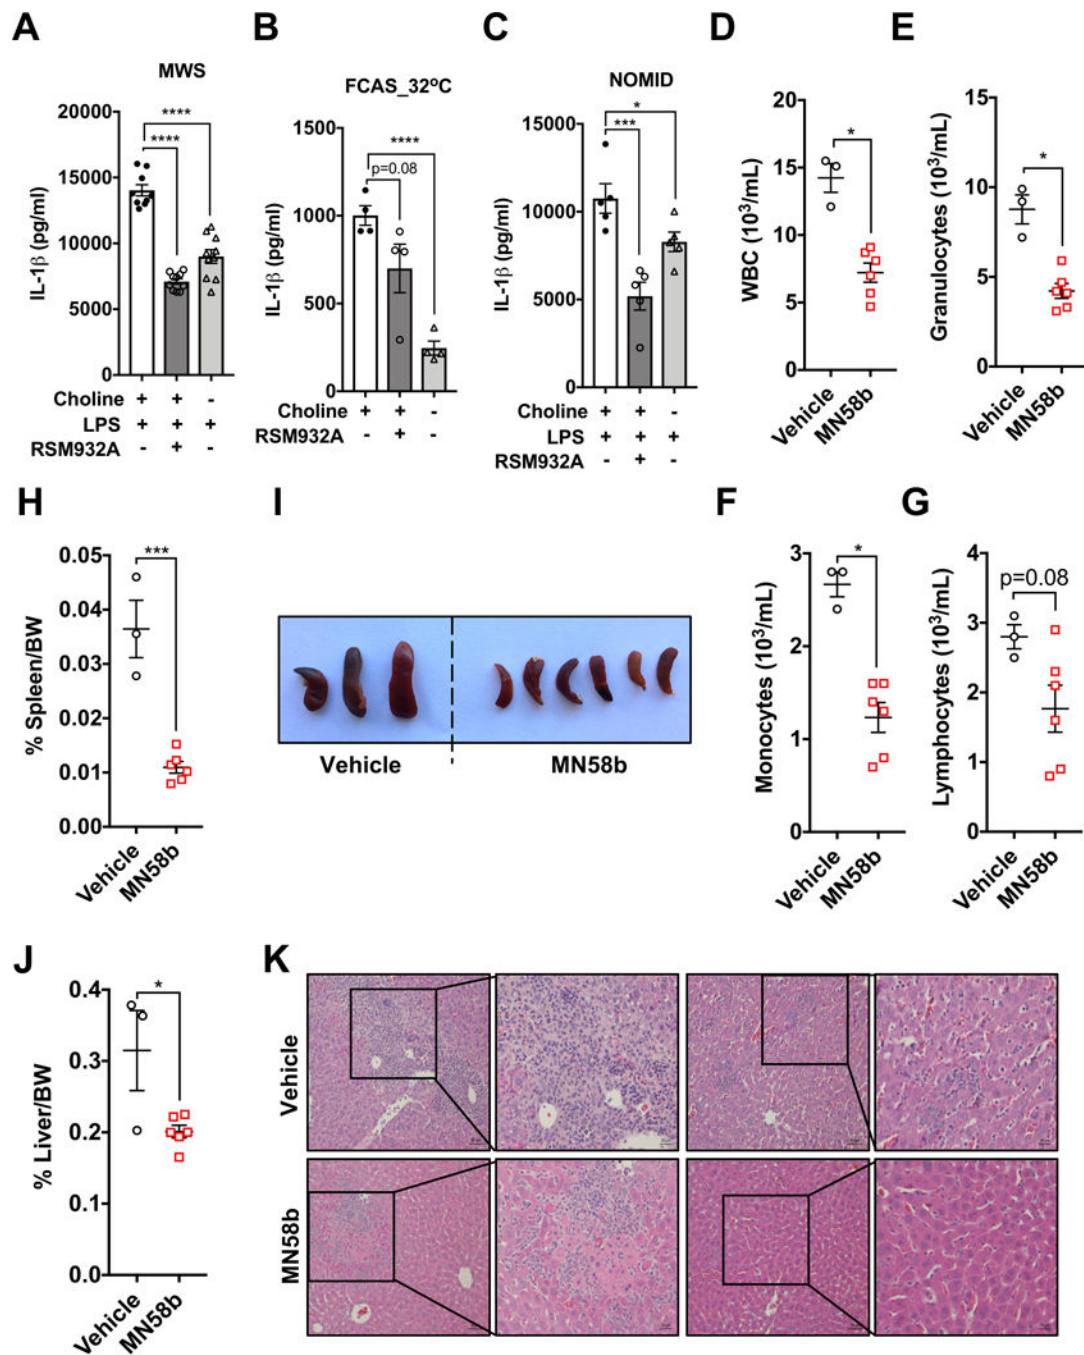 A
MWS
IL-1β (pg/ml)
20000
15000
10000
5000
0
****
****
Choline + + -
LPS + + +
RSM932A - + -
B
FCAS_32ºC
IL-1β (pg/ml)
1500
1000
500
0
****
p=0.08
Choline + + -
RSM932A - + -
C
NOMID
IL-1β (pg/ml)
15000
10000
5000
0
*
***
Choline + + -
LPS + + +
RSM932A - + -
D
WBC (10³/mL)
20
15
10
5
0
*
Vehicle
MN58b
E
Granulocytes (10³/mL)
15
10
5
0
*
Vehicle
MN58b
H
% Spleen/BW
0.05
0.04
0.03
0.02
0.01
0.00
***
Vehicle
MN58b
I
Vehicle
MN58b
F
Monocytes (10³/mL)
3
2
1
0
*
Vehicle
MN58b
G
Lymphocytes (10³/mL)
4
3
2
1
0
p=0.08
Vehicle
MN58b
J
% Liver/BW
0.4
0.3
0.2
0.1
0.0
*
Vehicle
MN58b
K
Vehicle
MN58b